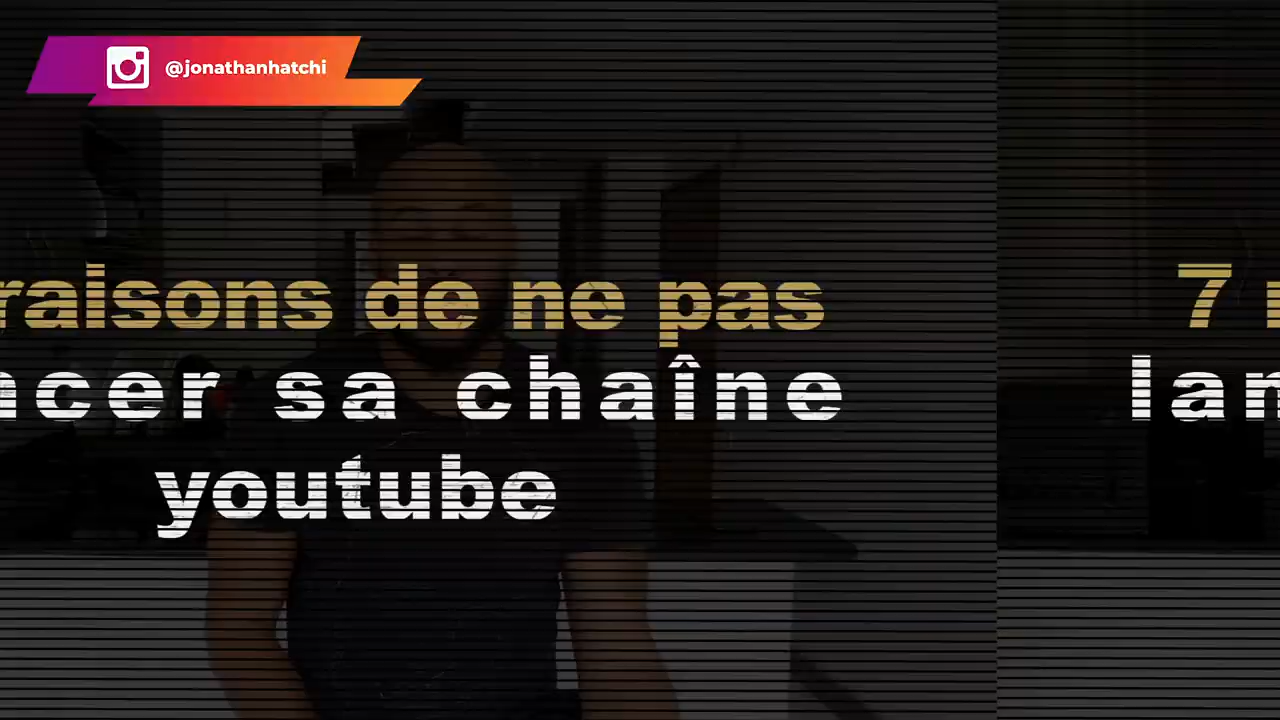 @jonathanhatchi
raisons de ne pas 7
ncer sa chaîne lan
youtube